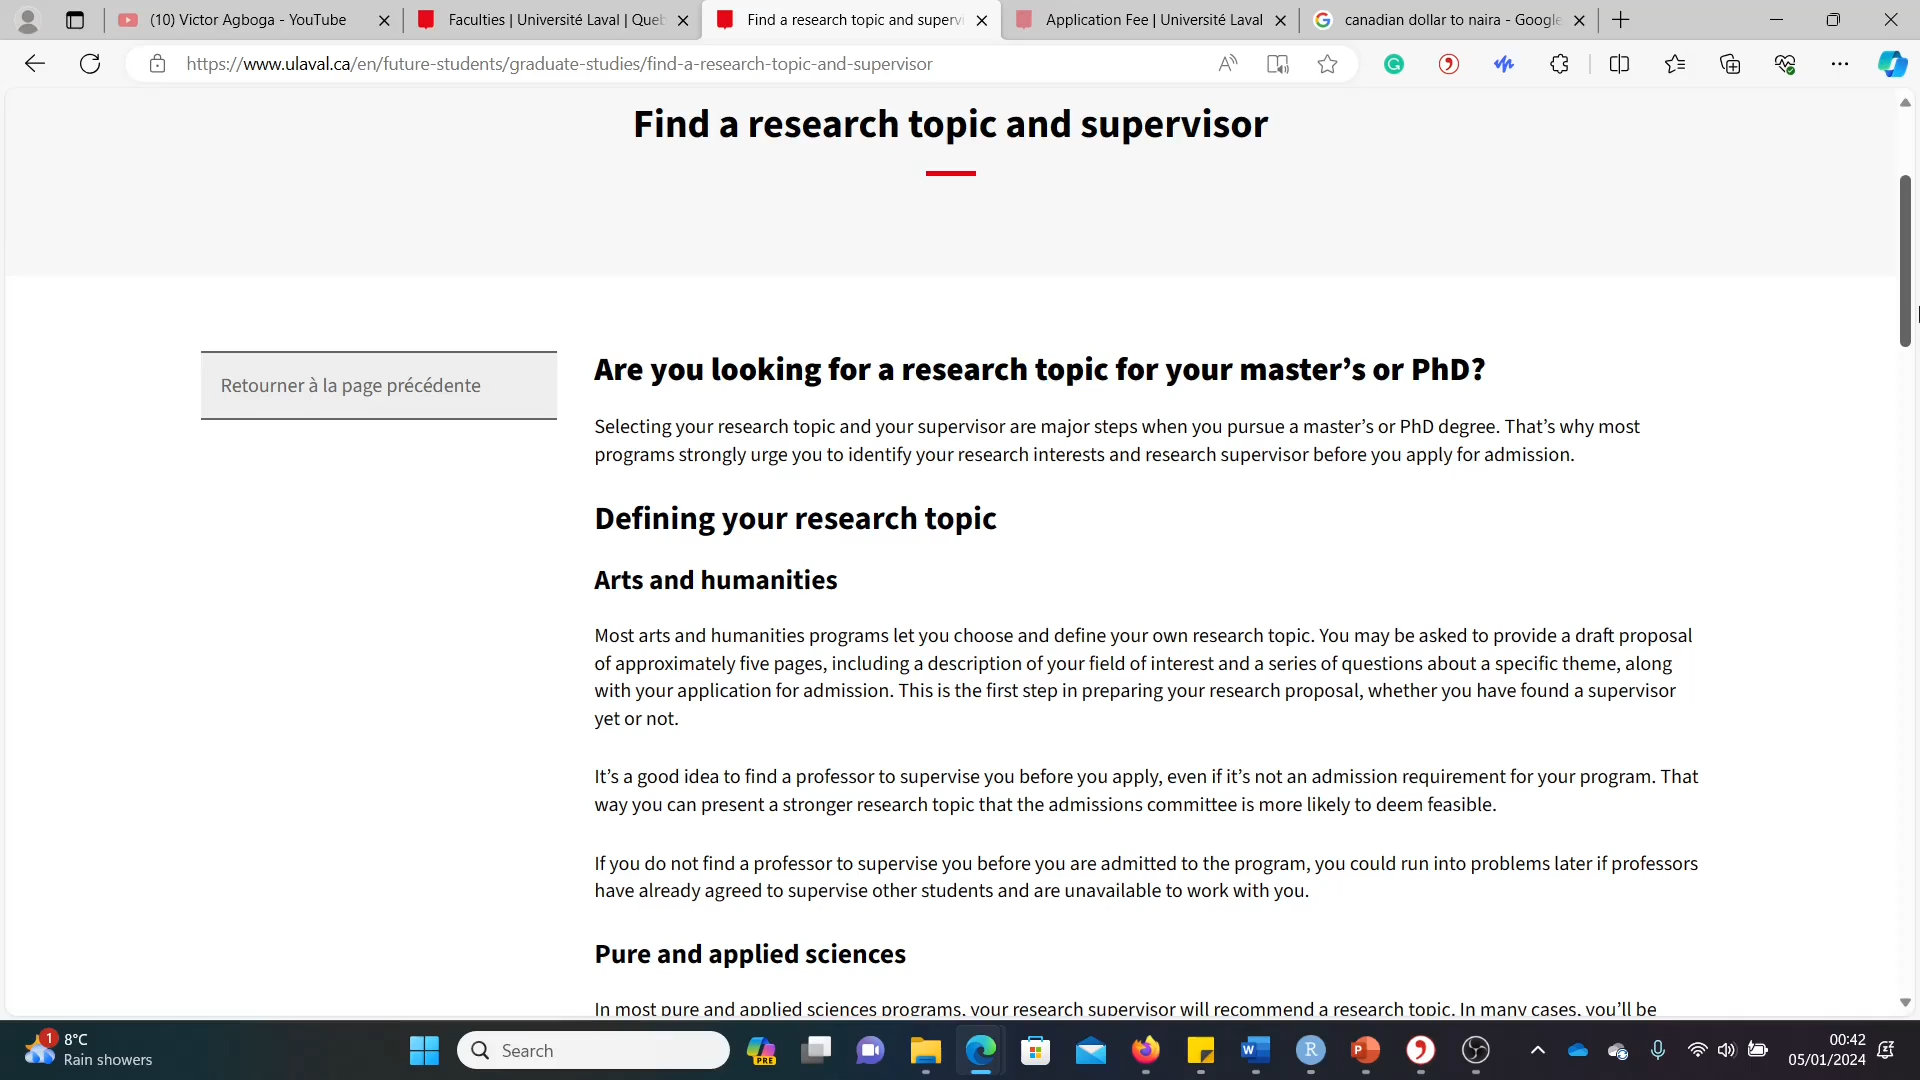 (10) Victor Agboga - YouTube
Faculties | Université Laval | Queb
Find a research topic and supervi
Application Fee | Université Laval
canadian dollar to naira - Google
https://www.ulaval.ca/en/future-students/graduate-studies/find-a-research-topic-and-supervisor
Find a research topic and supervisor
Retourner à la page précédente
Are you looking for a research topic for your master’s or PhD?
Selecting your research topic and your supervisor are major steps when you pursue a master’s or PhD degree. That’s why most
programs strongly urge you to identify your research interests and research supervisor before you apply for admission.
Defining your research topic
Arts and humanities
Most arts and humanities programs let you choose and define your own research topic. You may be asked to provide a draft proposal
of approximately five pages, including a description of your field of interest and a series of questions about a specific theme, along
with your application for admission. This is the first step in preparing your research proposal, whether you have found a supervisor
yet or not.
It’s a good idea to find a professor to supervise you before you apply, even if it’s not an admission requirement for your program. That
way you can present a stronger research topic that the admissions committee is more likely to deem feasible.
If you do not find a professor to supervise you before you are admitted to the program, you could run into problems later if professors
have already agreed to supervise other students and are unavailable to work with you.
Pure and applied sciences
In most pure and applied sciences programs, your research supervisor will recommend a research topic. In many cases, you’ll be
1
8°C
Rain showers
Search
PRE
00:42
05/01/2024